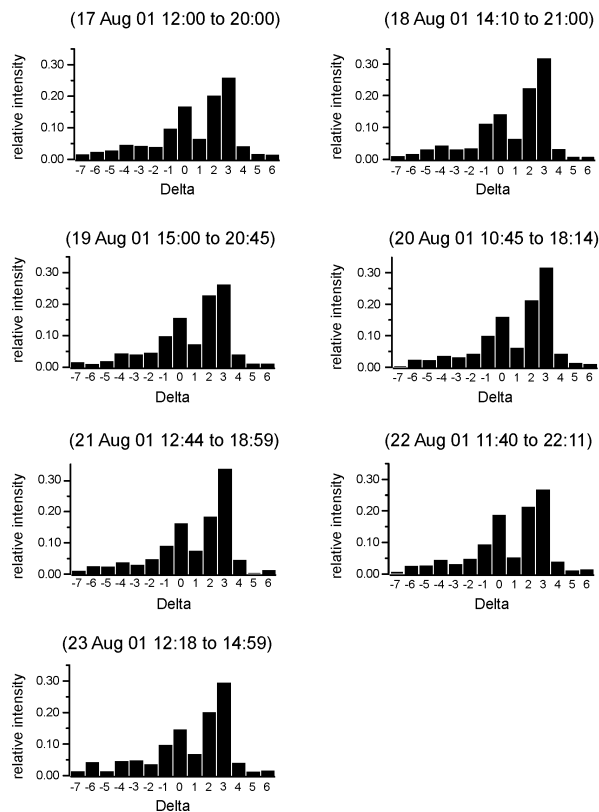 (17 Aug 01 12:00 to 20:00)
relative intensity
0.30
0.20
0.10
0.00
-7 -6 -5 -4 -3 -2 -1 0 1 2 3 4 5 6
Delta
(18 Aug 01 14:10 to 21:00)
relative intensity
0.30
0.20
0.10
0.00
-7 -6 -5 -4 -3 -2 -1 0 1 2 3 4 5 6
Delta
(19 Aug 01 15:00 to 20:45)
relative intensity
0.30
0.20
0.10
0.00
-7 -6 -5 -4 -3 -2 -1 0 1 2 3 4 5 6
Delta
(20 Aug 01 10:45 to 18:14)
relative intensity
0.30
0.20
0.10
0.00
-7 -6 -5 -4 -3 -2 -1 0 1 2 3 4 5 6
Delta
(21 Aug 01 12:44 to 18:59)
relative intensity
0.30
0.20
0.10
0.00
-7 -6 -5 -4 -3 -2 -1 0 1 2 3 4 5 6
Delta
(22 Aug 01 11:40 to 22:11)
relative intensity
0.30
0.20
0.10
0.00
-7 -6 -5 -4 -3 -2 -1 0 1 2 3 4 5 6
Delta
(23 Aug 01 12:18 to 14:59)
relative intensity
0.30
0.20
0.10
0.00
-7 -6 -5 -4 -3 -2 -1 0 1 2 3 4 5 6
Delta